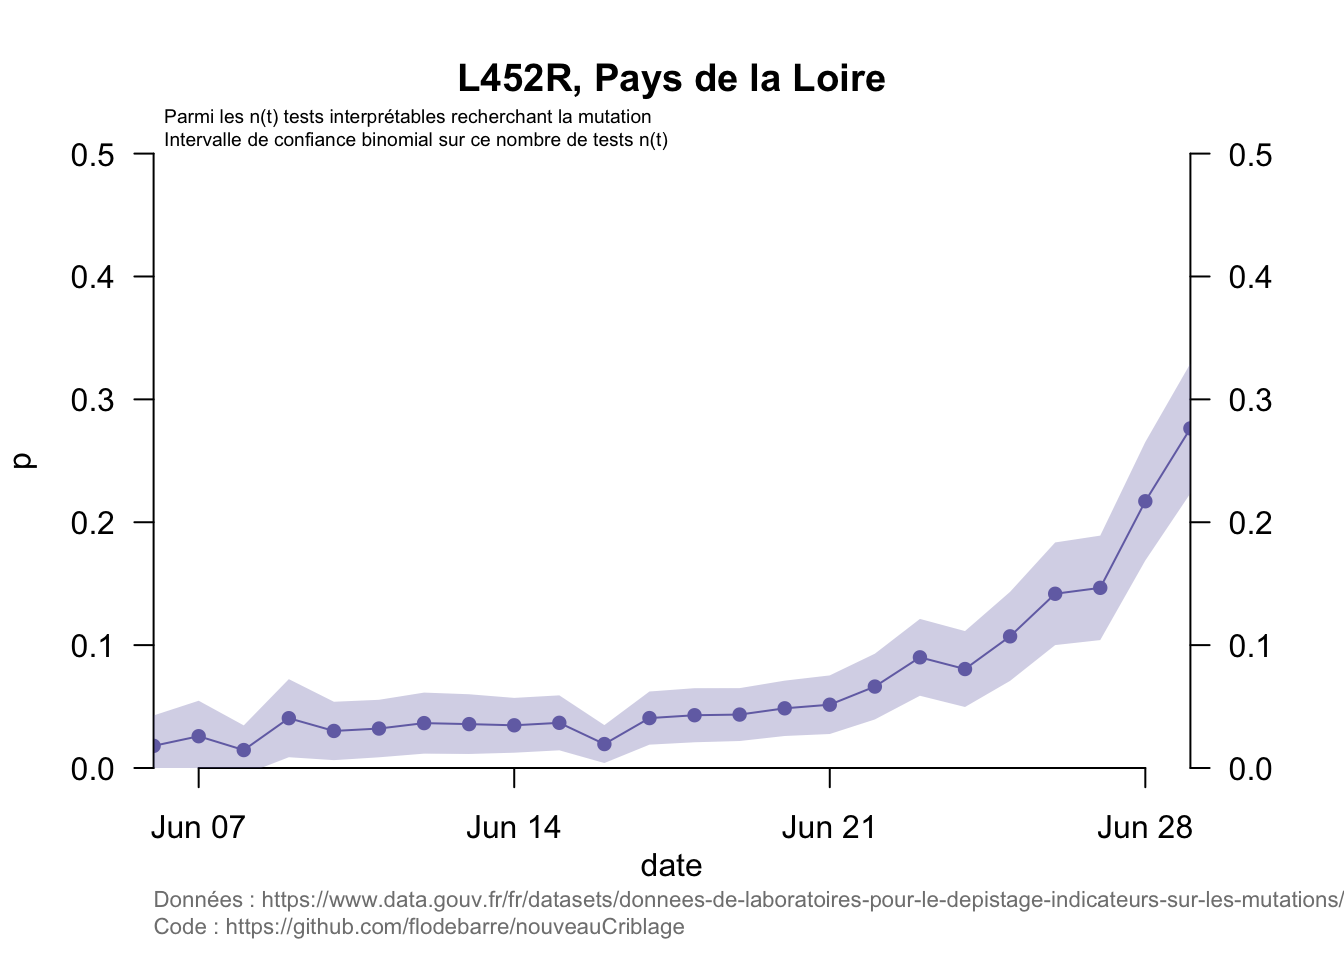 L452R, Pays de la Loire
Parmi les n(t) tests interprétables recherchant la mutation
Intervalle de confiance binomial sur ce nombre de tests n(t)
0.5
0.4
0.3
0.2
0.1
0.0
p
0.5
0.4
0.3
0.2
0.1
0.0
Jun 07 Jun 14 Jun 21 Jun 28
date
Données : https://www.data.gouv.fr/fr/datasets/donnees-de-laboratoires-pour-le-depistage-indicateurs-sur-les-mutations/
Code : https://github.com/flodebarre/nouveauCriblage